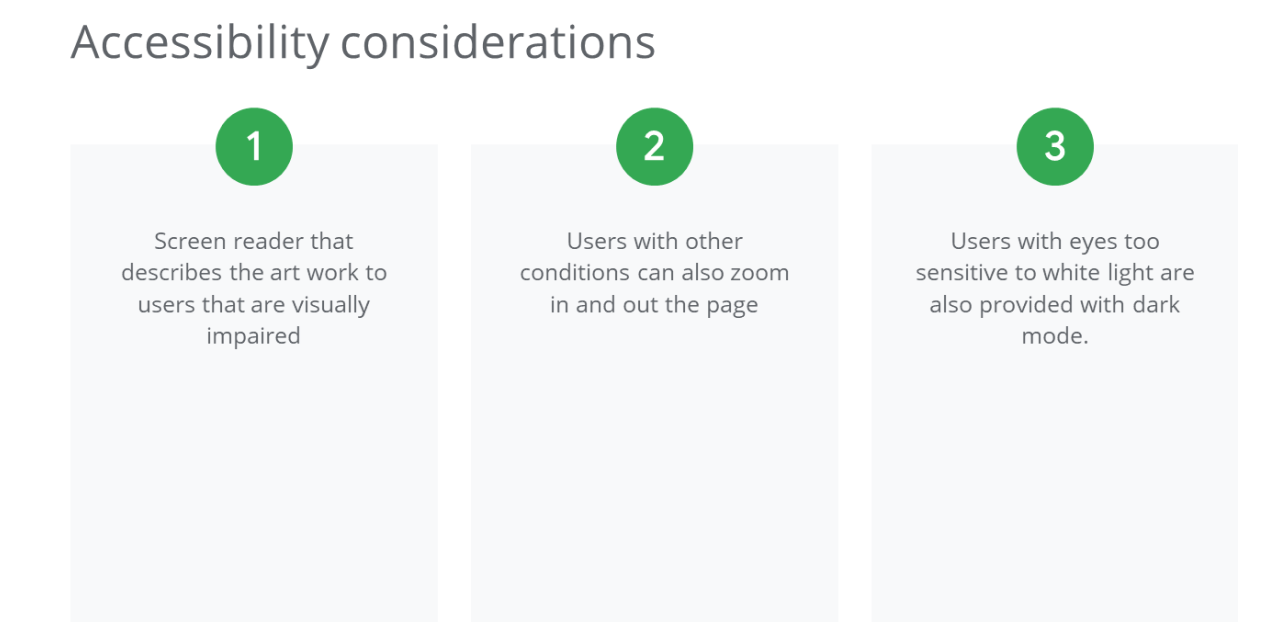 Accessibility considerations
1
Screen reader that
describes the art work to
users that are visually
impaired
2
Users with other
conditions can also zoom
in and out the page
3
Users with eyes too
sensitive to white light are
also provided with dark
mode.